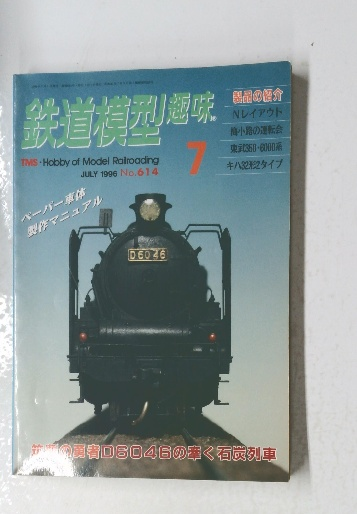 鉄道模型趣味
TMS・Hobby of Model Railroading
JULY 1996 No.614
7
製品の紹介
Nレイアウト
梅小路の運転会
東武350・6000系
キハ32形2タイプ
ペーパー車体
製作マニュアル
D6046
の勇者D6046の牽く石炭列車